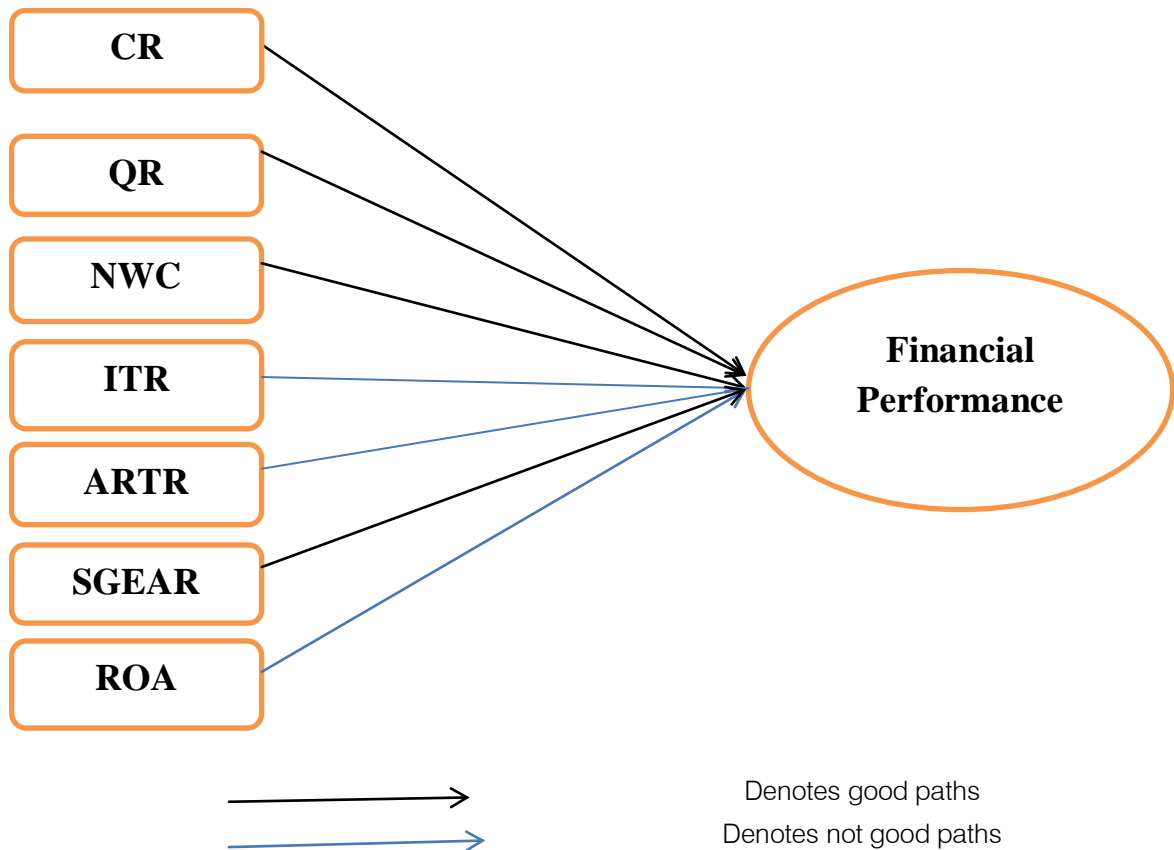 CR
QR
NWC
ITR
ARTR
SGEAR
ROA
Financial
Performance
Denotes good paths
Denotes not good paths